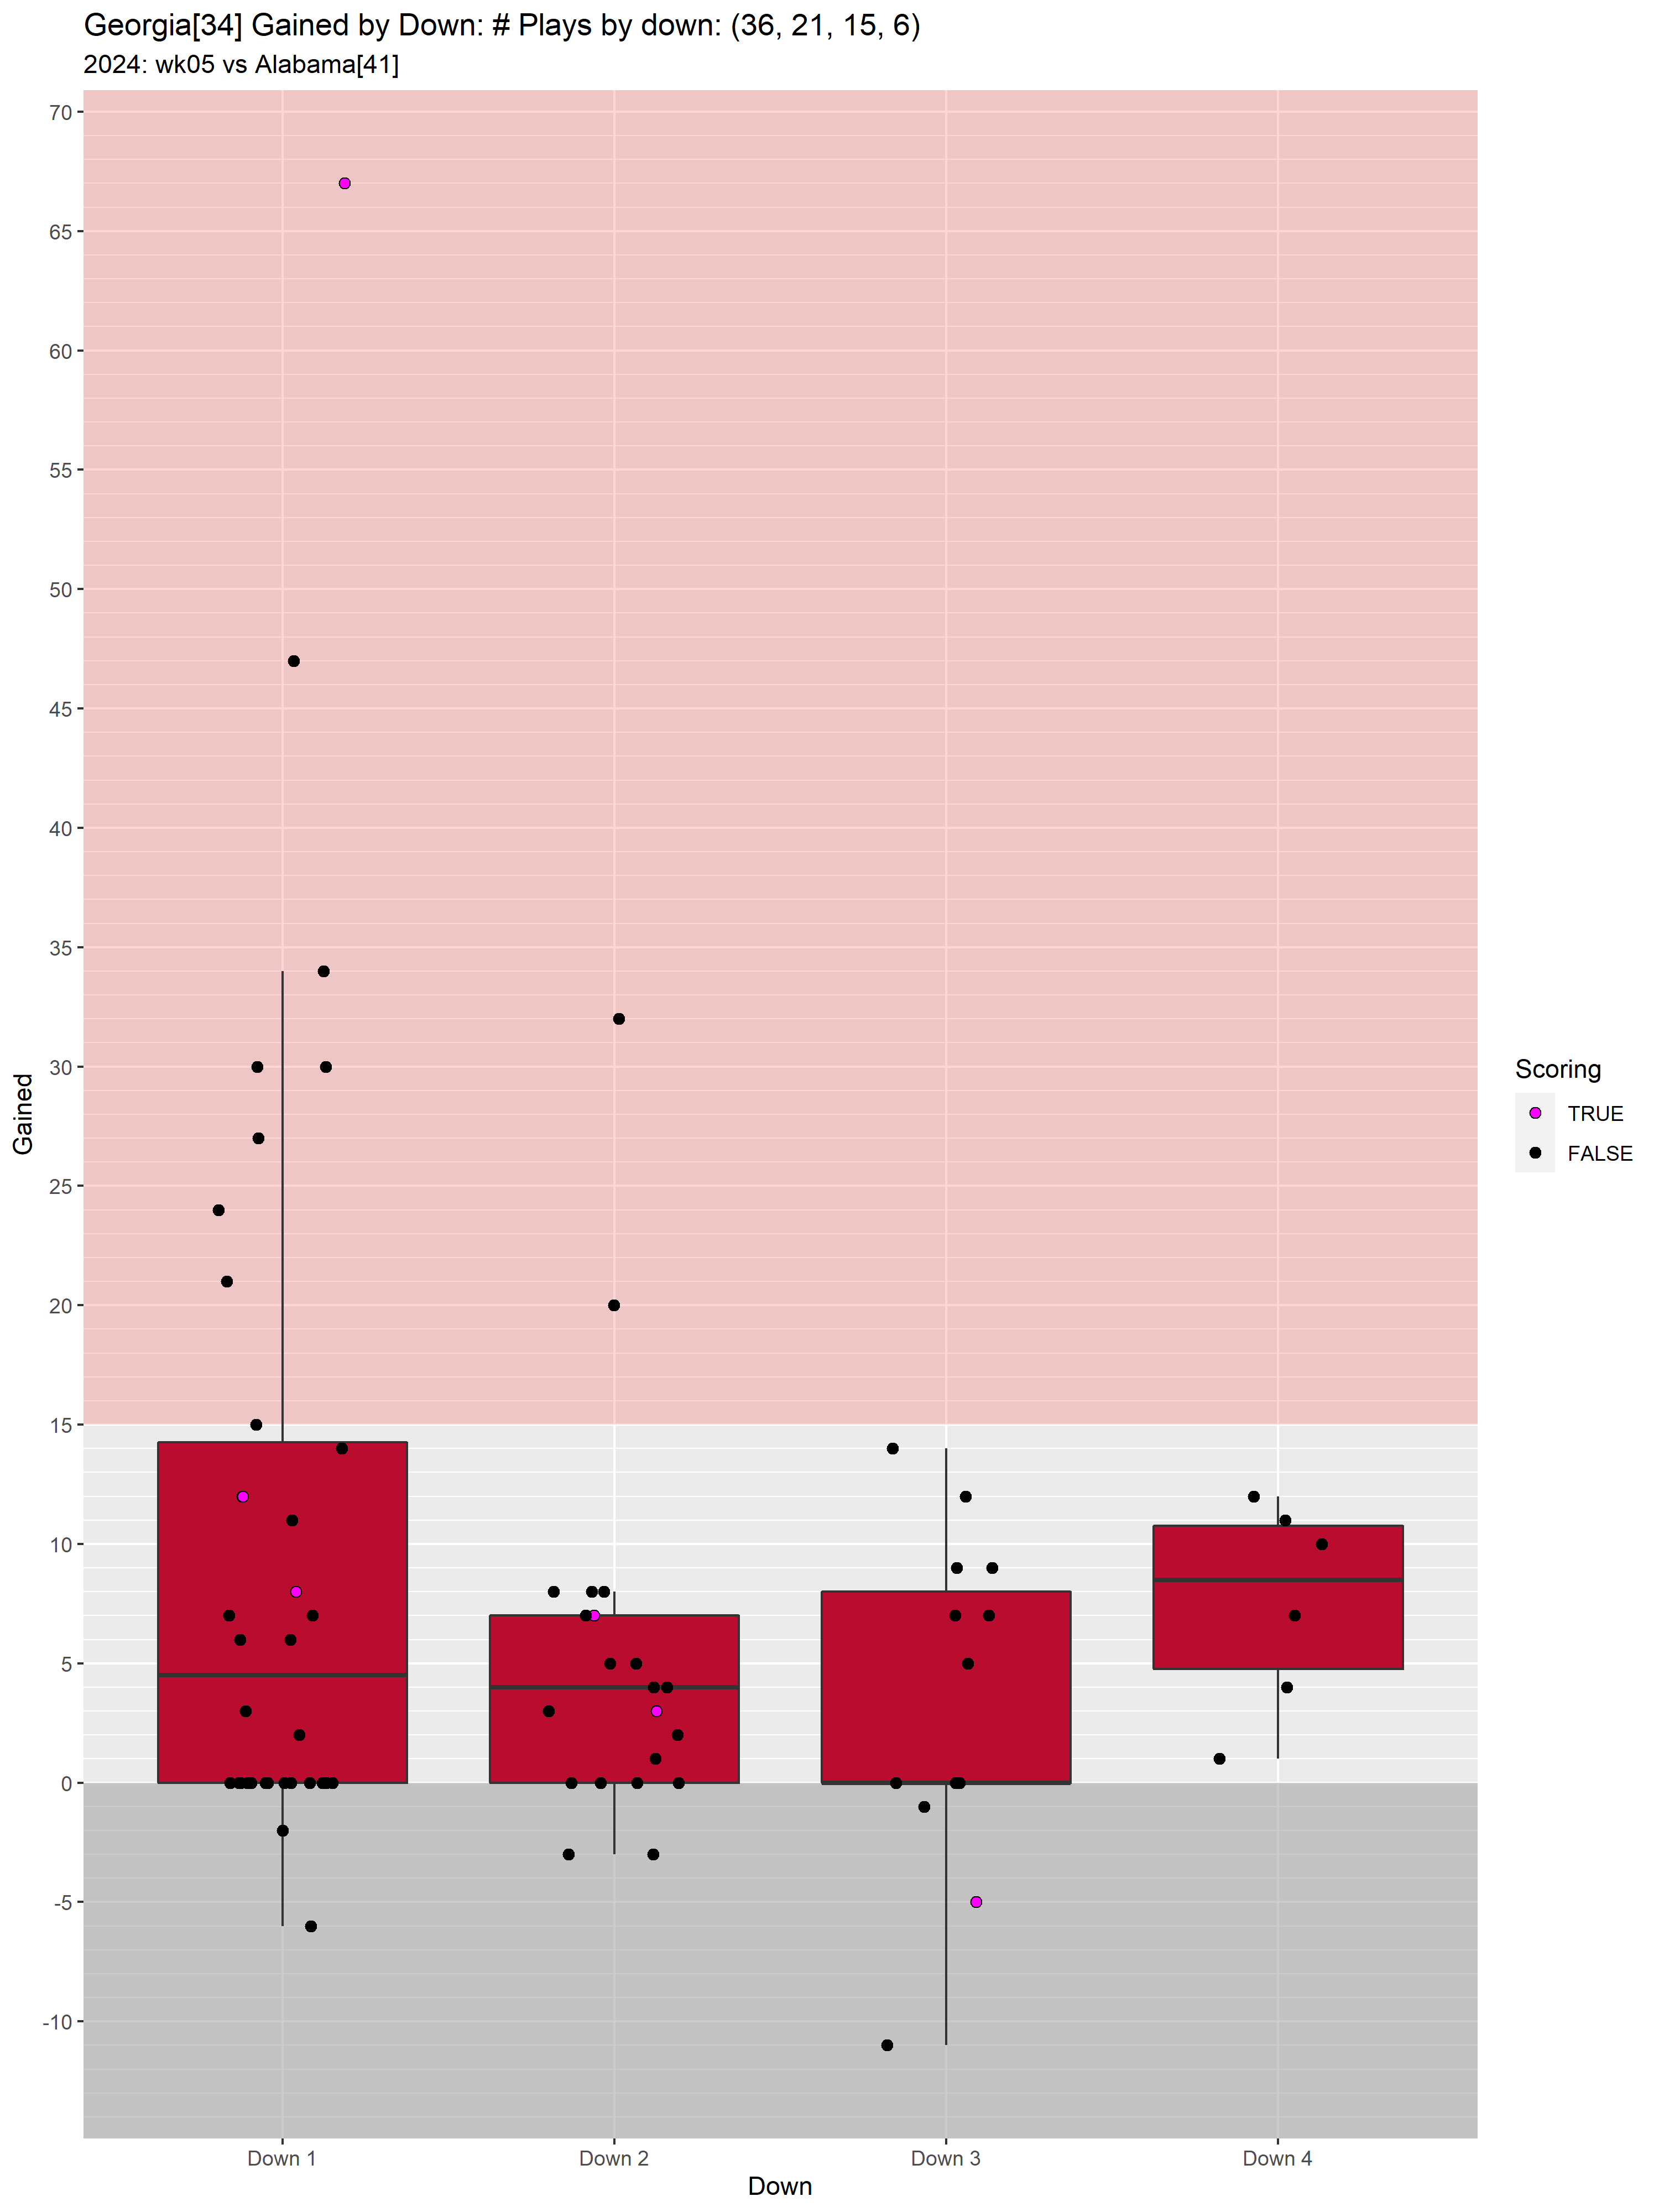 Georgia[34] Gained by Down: # Plays by down: (36, 21, 15, 6)
2024: wk05 vs Alabama[41]
70
65
60
55
50
45
40
35
30
25
20
15
10
5
0
-5
-10
Gained
Down 1 Down 2 Down 3 Down 4
Down
Scoring
TRUE
FALSE